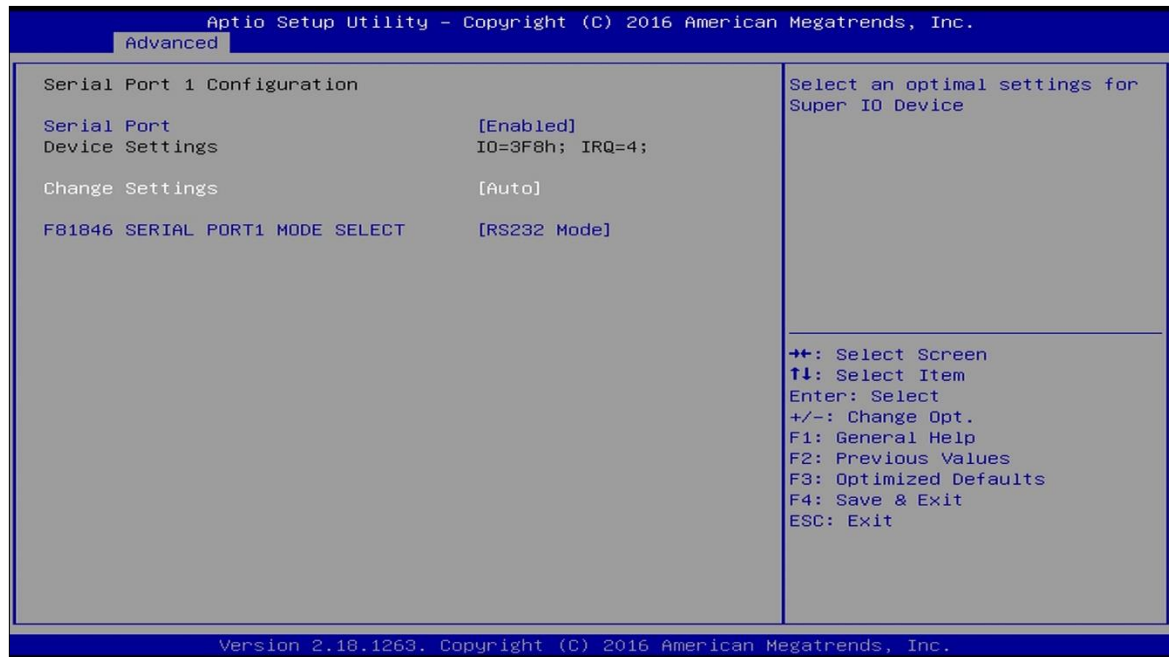 Aptio Setup Utility – Copyright (C) 2016 American Megatrends, Inc.
Advanced
Serial Port 1 Configuration
Serial Port [Enabled]
Device Settings IO=3F8h; IRQ=4;
Change Settings [Auto]
F81846 SERIAL PORT1 MODE SELECT [RS232 Mode]
Select an optimal settings for
Super IO Device
→←: Select Screen
↑↓: Select Item
Enter: Select
+/-: Change Opt.
F1: General Help
F2: Previous Values
F3: Optimized Defaults
F4: Save & Exit
ESC: Exit
Version 2.18.1263. Copyright (C) 2016 American Megatrends, Inc.